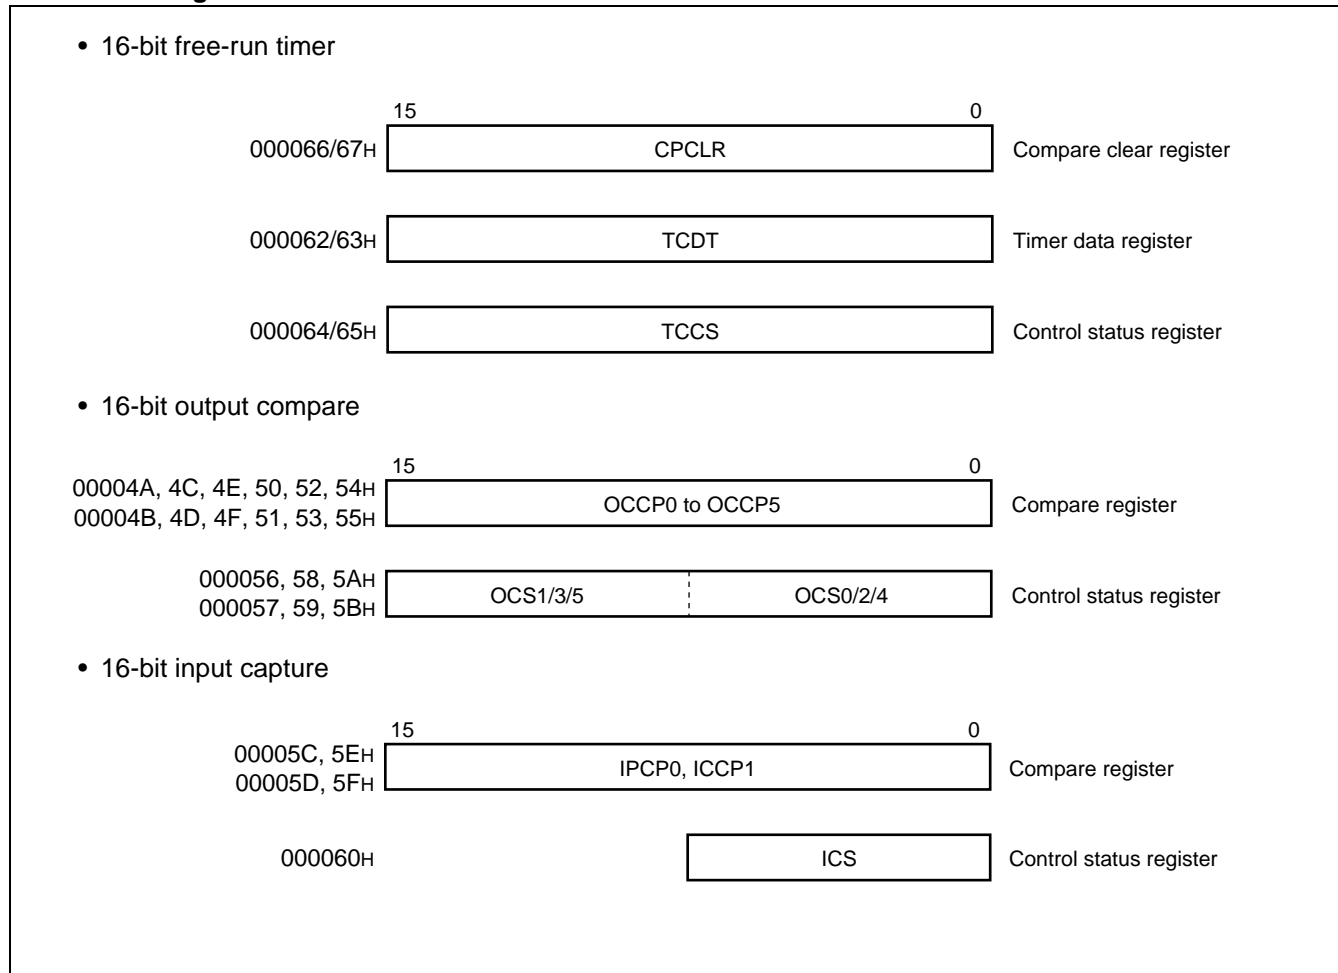 • 16-bit free-run timer
15 0
000066/67H CPCLR Compare clear register
000062/63H TCDT Timer data register
000064/65H TCCS Control status register
• 16-bit output compare
15 0
00004A, 4C, 4E, 50, 52, 54H
00004B, 4D, 4F, 51, 53, 55H
OCCP0 to OCCP5 Compare register
000056, 58, 5AH
000057, 59, 5BH
OCS1/3/5 OCS0/2/4 Control status register
• 16-bit input capture
15 0
00005C, 5EH
00005D, 5FH
IPCP0, ICCP1 Compare register
000060H ICS Control status register